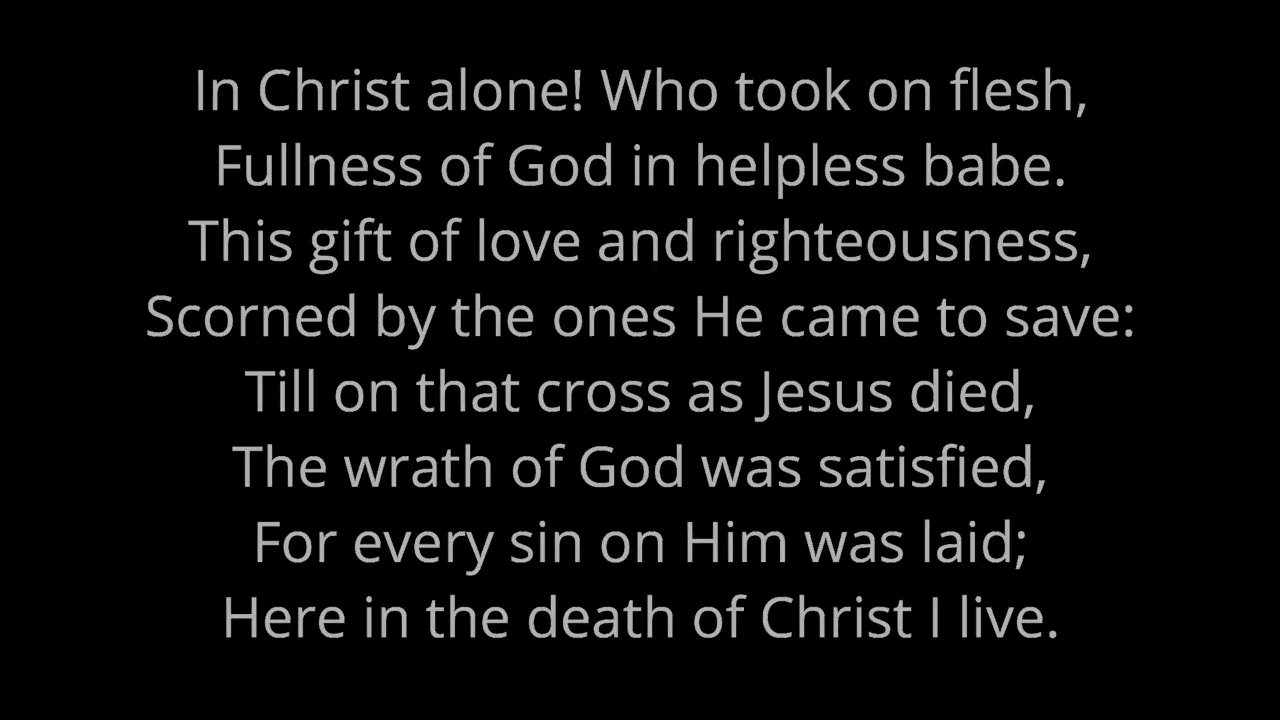 In Christ alone! Who took on flesh,
Fullness of God in helpless babe.
This gift of love and righteousness,
Scorned by the ones He came to save:
Till on that cross as Jesus died,
The wrath of God was satisfied,
For every sin on Him was laid;
Here in the death of Christ I live.